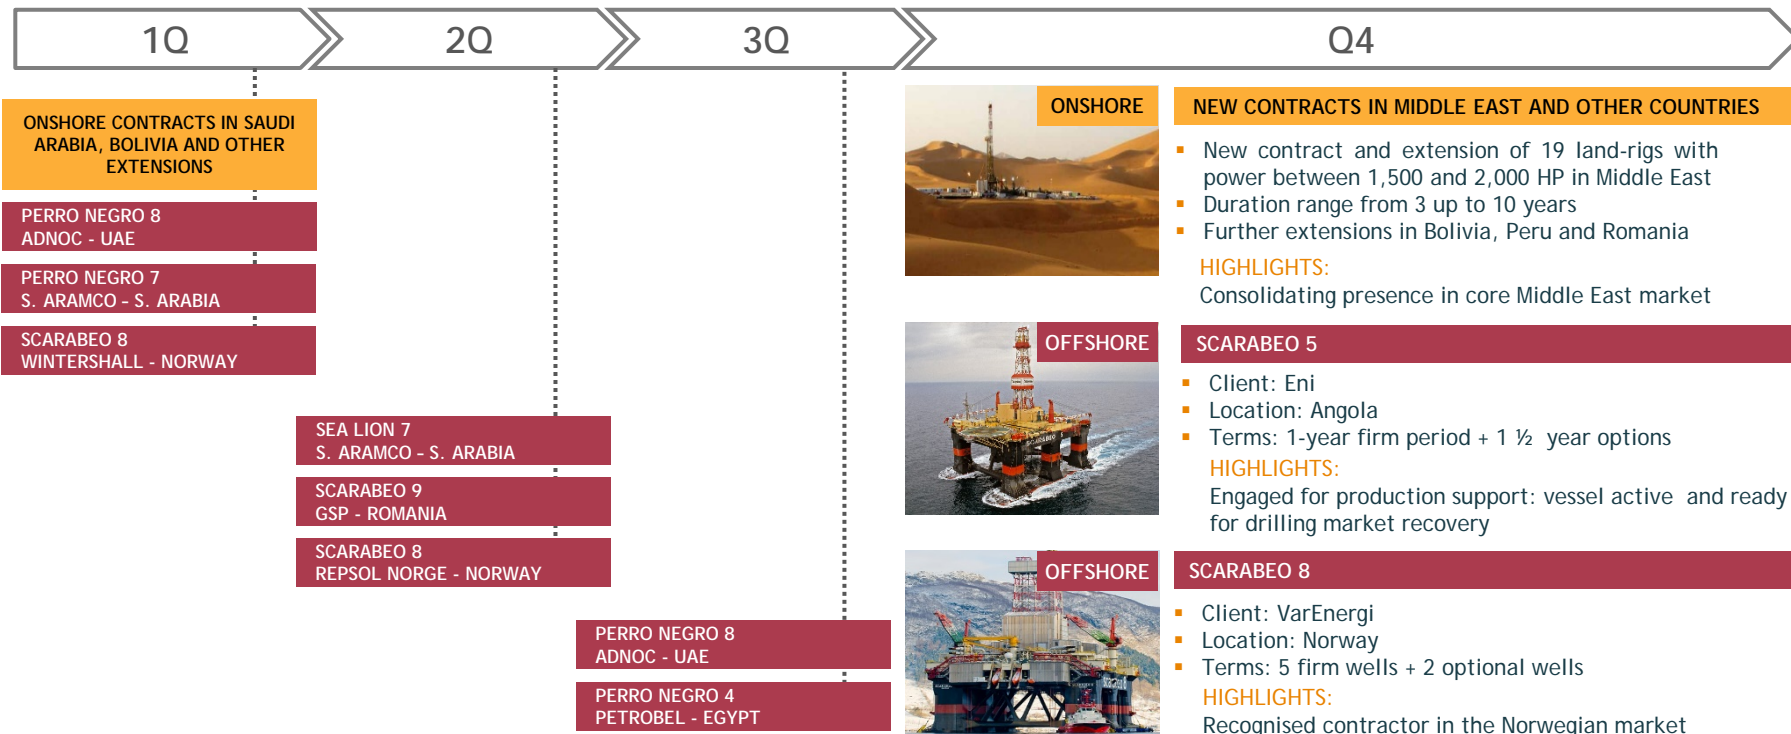 1Q
2Q
3Q
Q4
ONSHORE CONTRACTS IN SAUDI
ARABIA, BOLIVIA AND OTHER
EXTENSIONS
PERRO NEGRO 8
ADNOC - UAE
PERRO NEGRO 7
S. ARAMCO - S. ARABIA
SCARABEO 8
WINTERSHALL - NORWAY
SEA LION 7
S. ARAMCO - S. ARABIA
SCARABEO 9
GSP - ROMANIA
SCARABEO 8
REPSOL NORGE - NORWAY
PERRO NEGRO 8
ADNOC - UAE
PERRO NEGRO 4
PETROBEL - EGYPT
ONSHORE
NEW CONTRACTS IN MIDDLE EAST AND OTHER COUNTRIES
▪ New contract and extension of 19 land-rigs with
power between 1,500 and 2,000 HP in Middle East
▪ Duration range from 3 up to 10 years
▪ Further extensions in Bolivia, Peru and Romania
HIGHLIGHTS:
Consolidating presence in core Middle East market
OFFSHORE
SCARABEO 5
SCARABEO 5
▪ Client: Eni
▪ Location: Angola
▪ Terms: 1-year firm period + 1 ½ year options
HIGHLIGHTS:
Engaged for production support: vessel active and ready
for drilling market recovery
OFFSHORE
SCARABEO 8
▪ Client: VarEnergi
▪ Location: Norway
▪ Terms: 5 firm wells + 2 optional wells
HIGHLIGHTS:
Recognised contractor in the Norwegian market